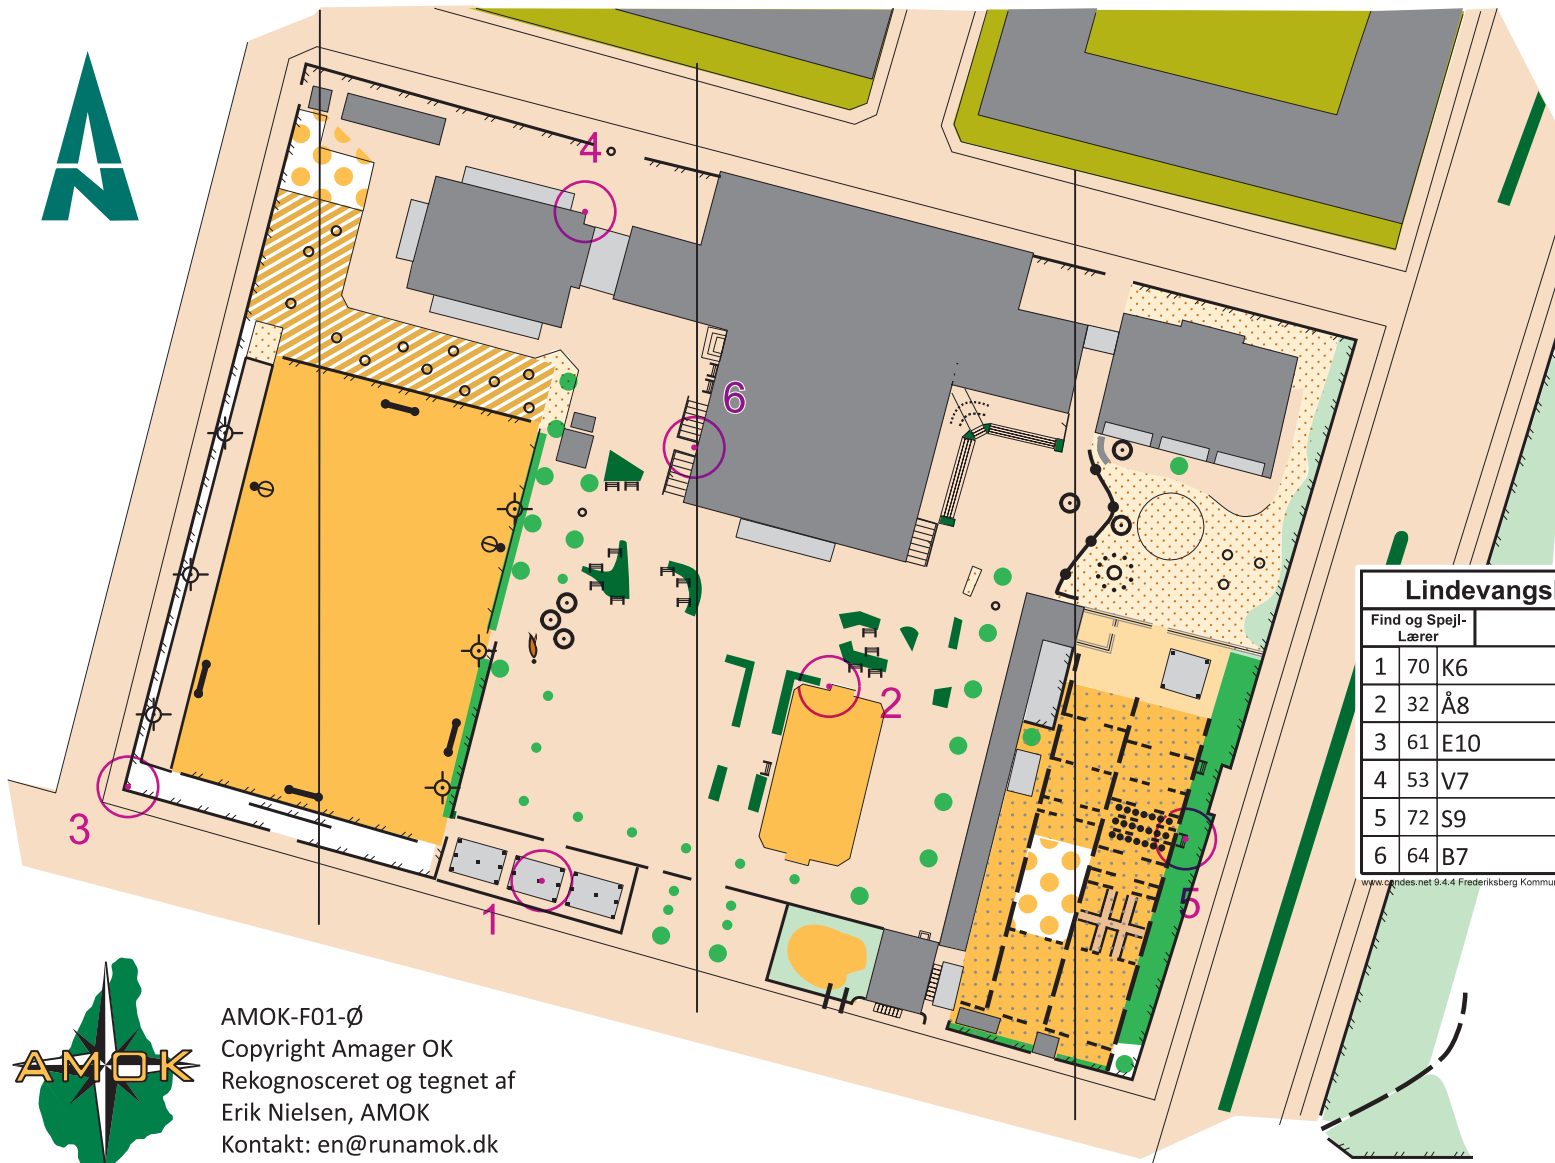 4
6
2
3
1
5
Lindevangs
Find og Spejl-
Lærer
1 70 K6
2 32 Å8
3 61 E10
4 53 V7
5 72 S9
6 64 B7
www.condes.net 9.4.4 Frederiksberg Kommu
N
AMOK
AMOK-F01-Ø
Copyright Amager OK
Rekognosceret og tegnet af
Erik Nielsen, AMOK
Kontakt: en@runamok.dk